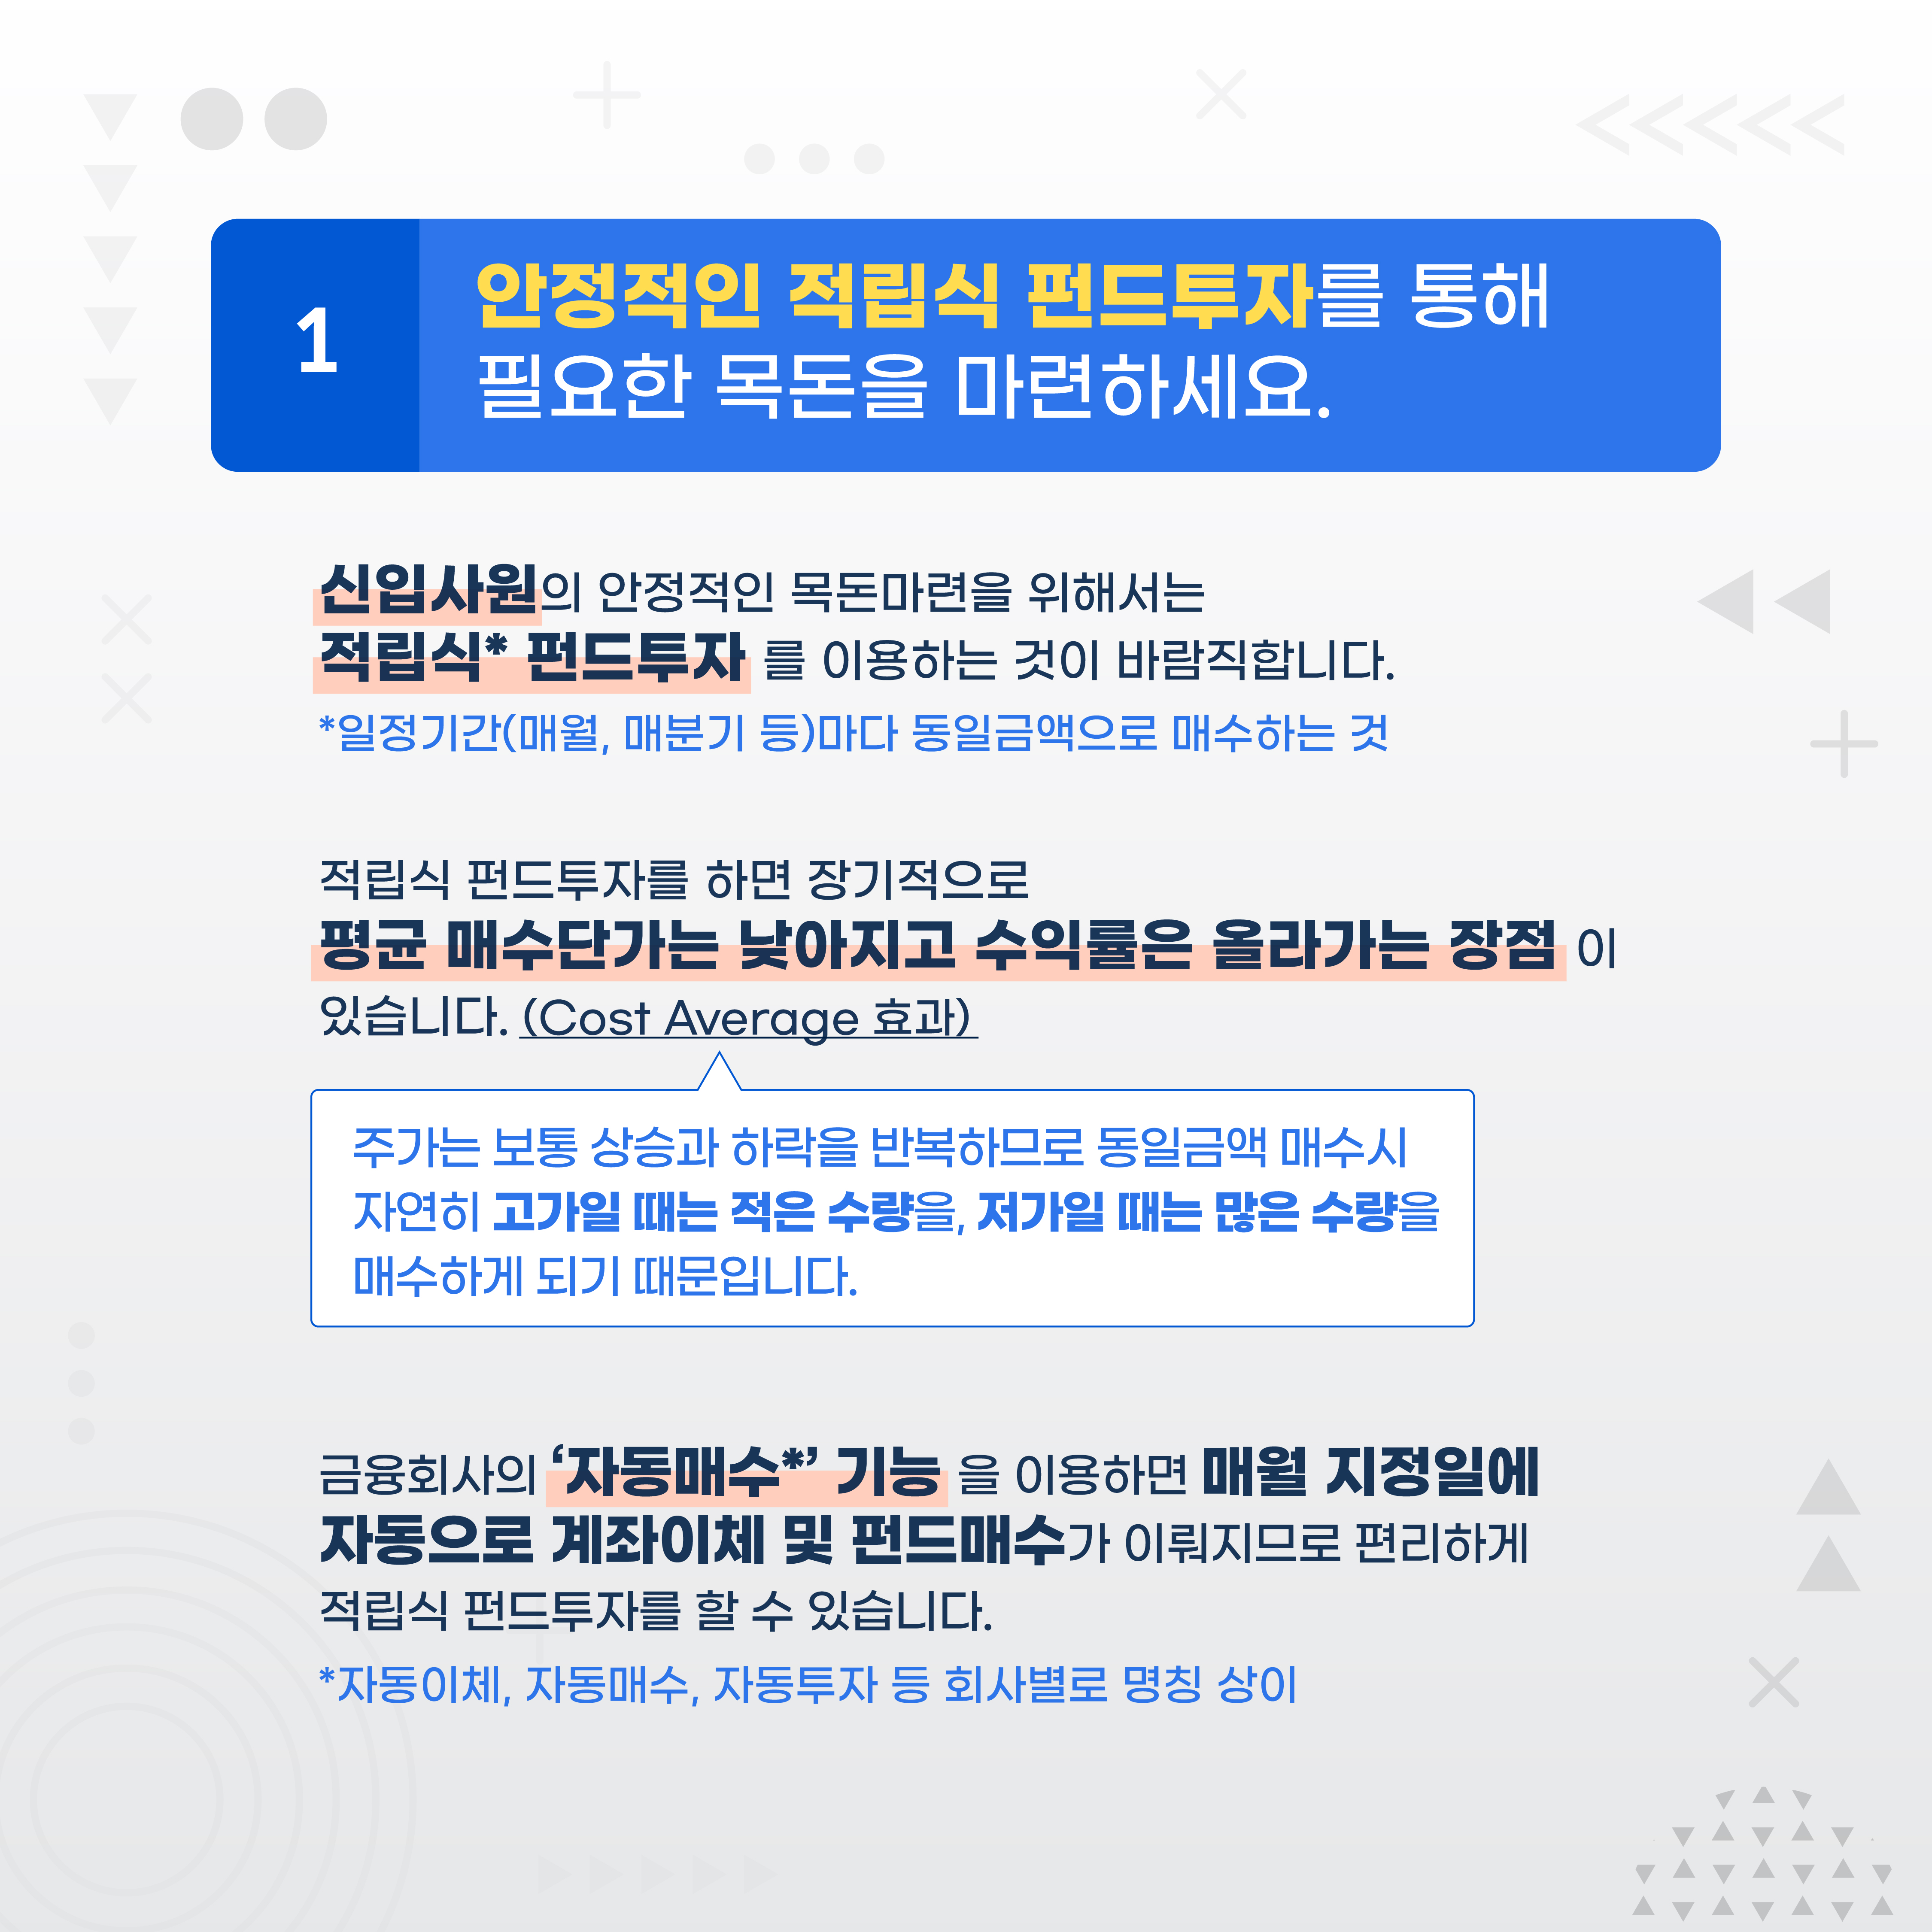 1
안정적인 적립식 펀드투자를 통해
필요한 목돈을 마련하세요.
신입사원의 안정적인 목돈마련을 위해서는
적립식* 펀드투자 를 이용하는 것이 바람직합니다.
*일정기간(매월, 매분기 등)마다 동일금액으로 매수하는 것
적립식 펀드투자를 하면 장기적으로
평균 매수단가는 낮아지고 수익률은 올라가는 장점 이
있습니다. (Cost Average 효과)
주가는 보통 상승과 하락을 반복하므로 동일금액 매수시
자연히 고가일 때는 적은 수량을, 저가일 때는 많은 수량을
매수하게 되기 때문입니다.
금융회사의 ‘자동매수*’ 기능 을 이용하면 매월 지정일에
자동으로 계좌이체 및 펀드매수가 이뤄지므로 편리하게
적립식 펀드투자를 할 수 있습니다.
*자동이체, 자동매수, 자동투자 등 회사별로 명칭 상이